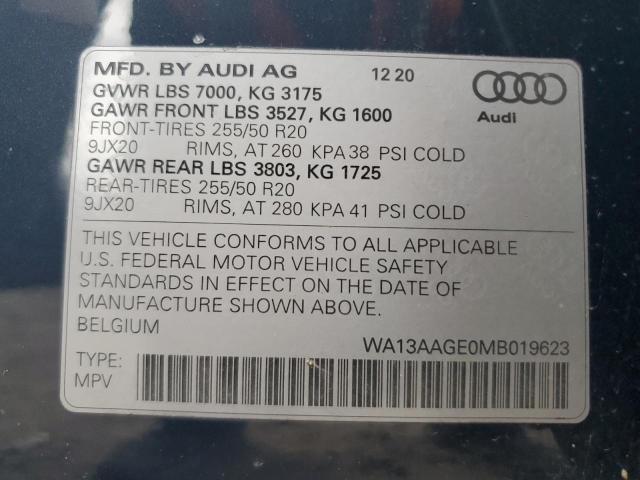 MFD. BY AUDI AG 12 20
GVWR LBS 7000, KG 3175
GAWR FRONT LBS 3527, KG 1600
FRONT-TIRES 255/50 R20
9JX20 RIMS, AT 260 KPA 38 PSI COLD
GAWR REAR LBS 3803, KG 1725
REAR-TIRES 255/50 R20
9JX20 RIMS, AT 280 KPA 41 PSI COLD
Audi
THIS VEHICLE CONFORMS TO ALL APPLICABLE
U.S. FEDERAL MOTOR VEHICLE SAFETY
STANDARDS IN EFFECT ON THE DATE OF
MANUFACTURE SHOWN ABOVE.
BELGIUM WA13AAGE0MB019623
TYPE:
MPV